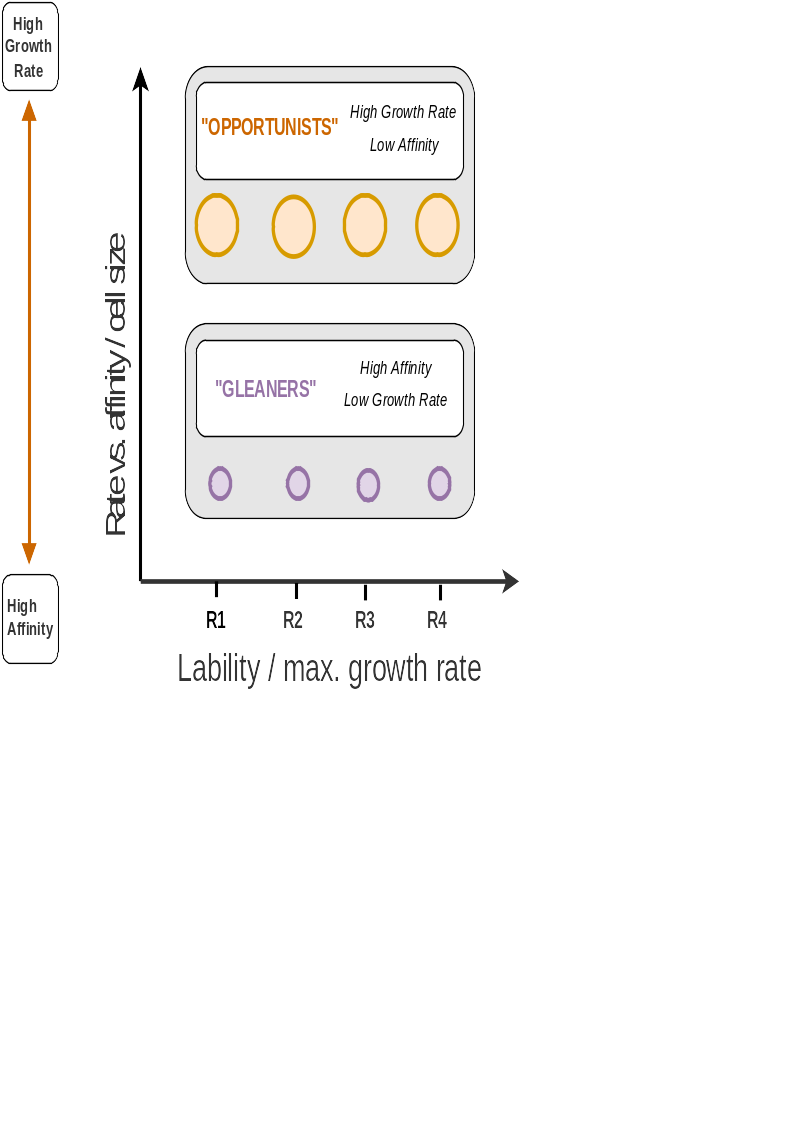 High
Growth
Rate
"OPPORTUNISTS"
High Growth Rate
Low Affinity
Rate vs. affinity / cell size
"GLEANERS"
High Affinity
Low Growth Rate
High
Affinity
R1 R2 R3 R4
Lability / max. growth rate